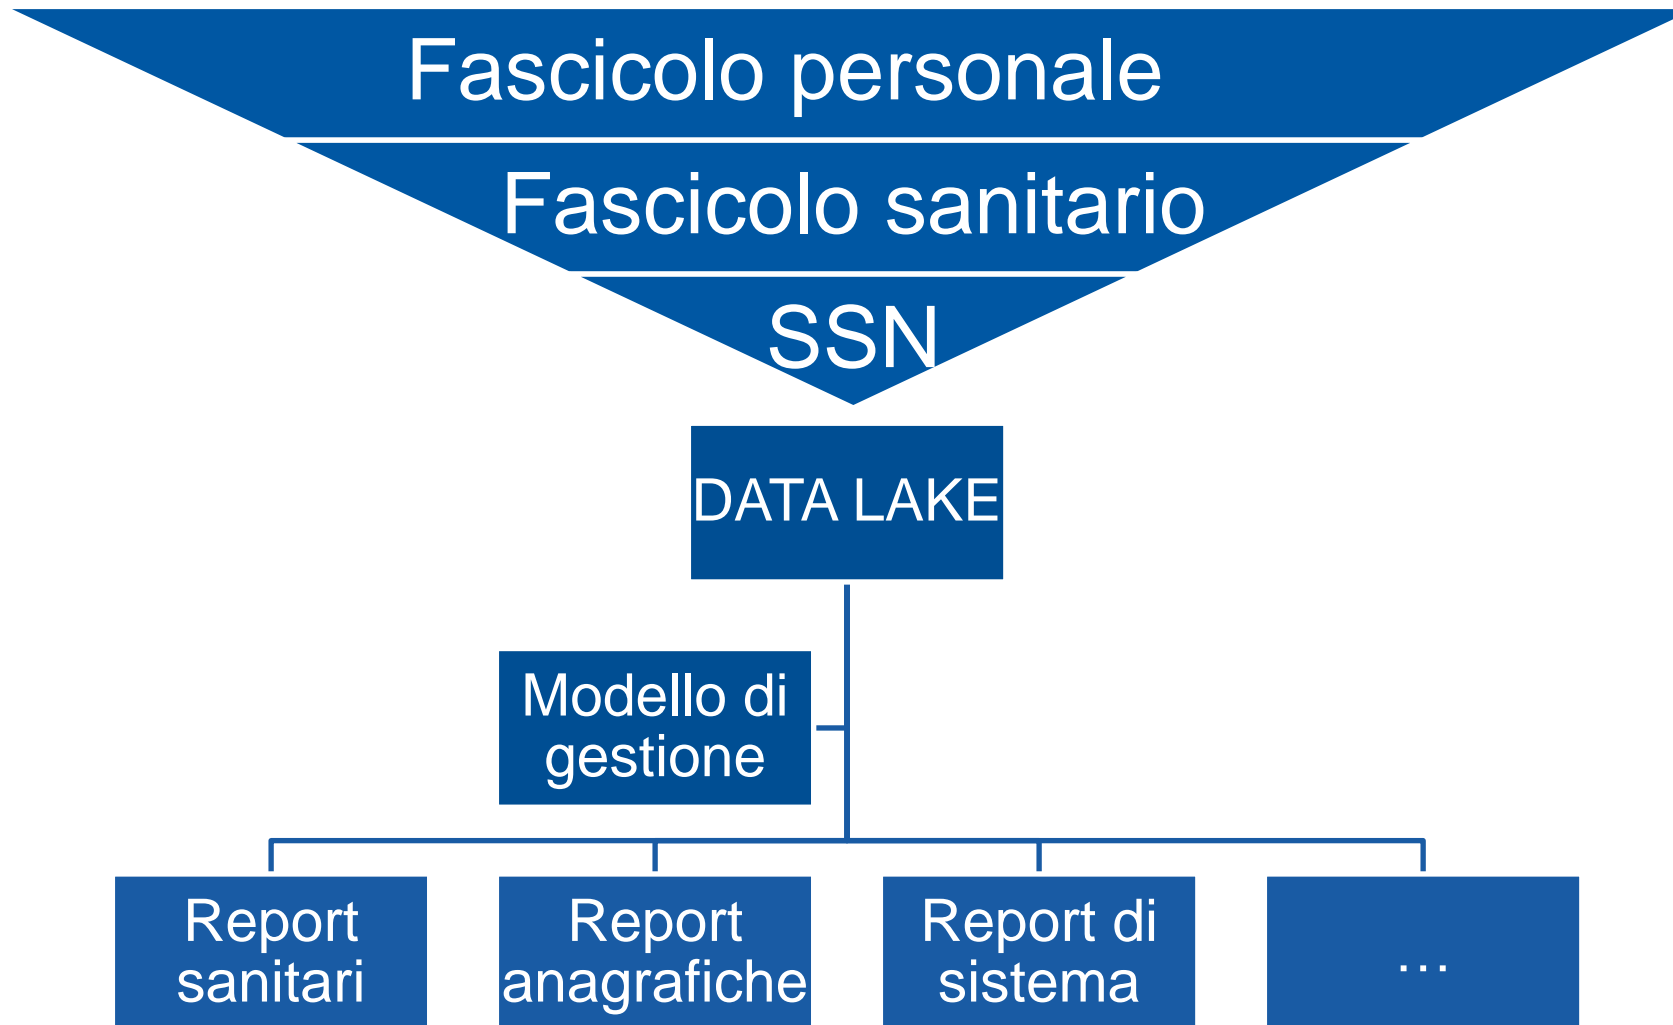 Fascicolo personale
Fascicolo sanitario
SSN
DATA LAKE
Modello di
gestione
Report
sanitari
Report
anagrafiche
Report di
sistema
…